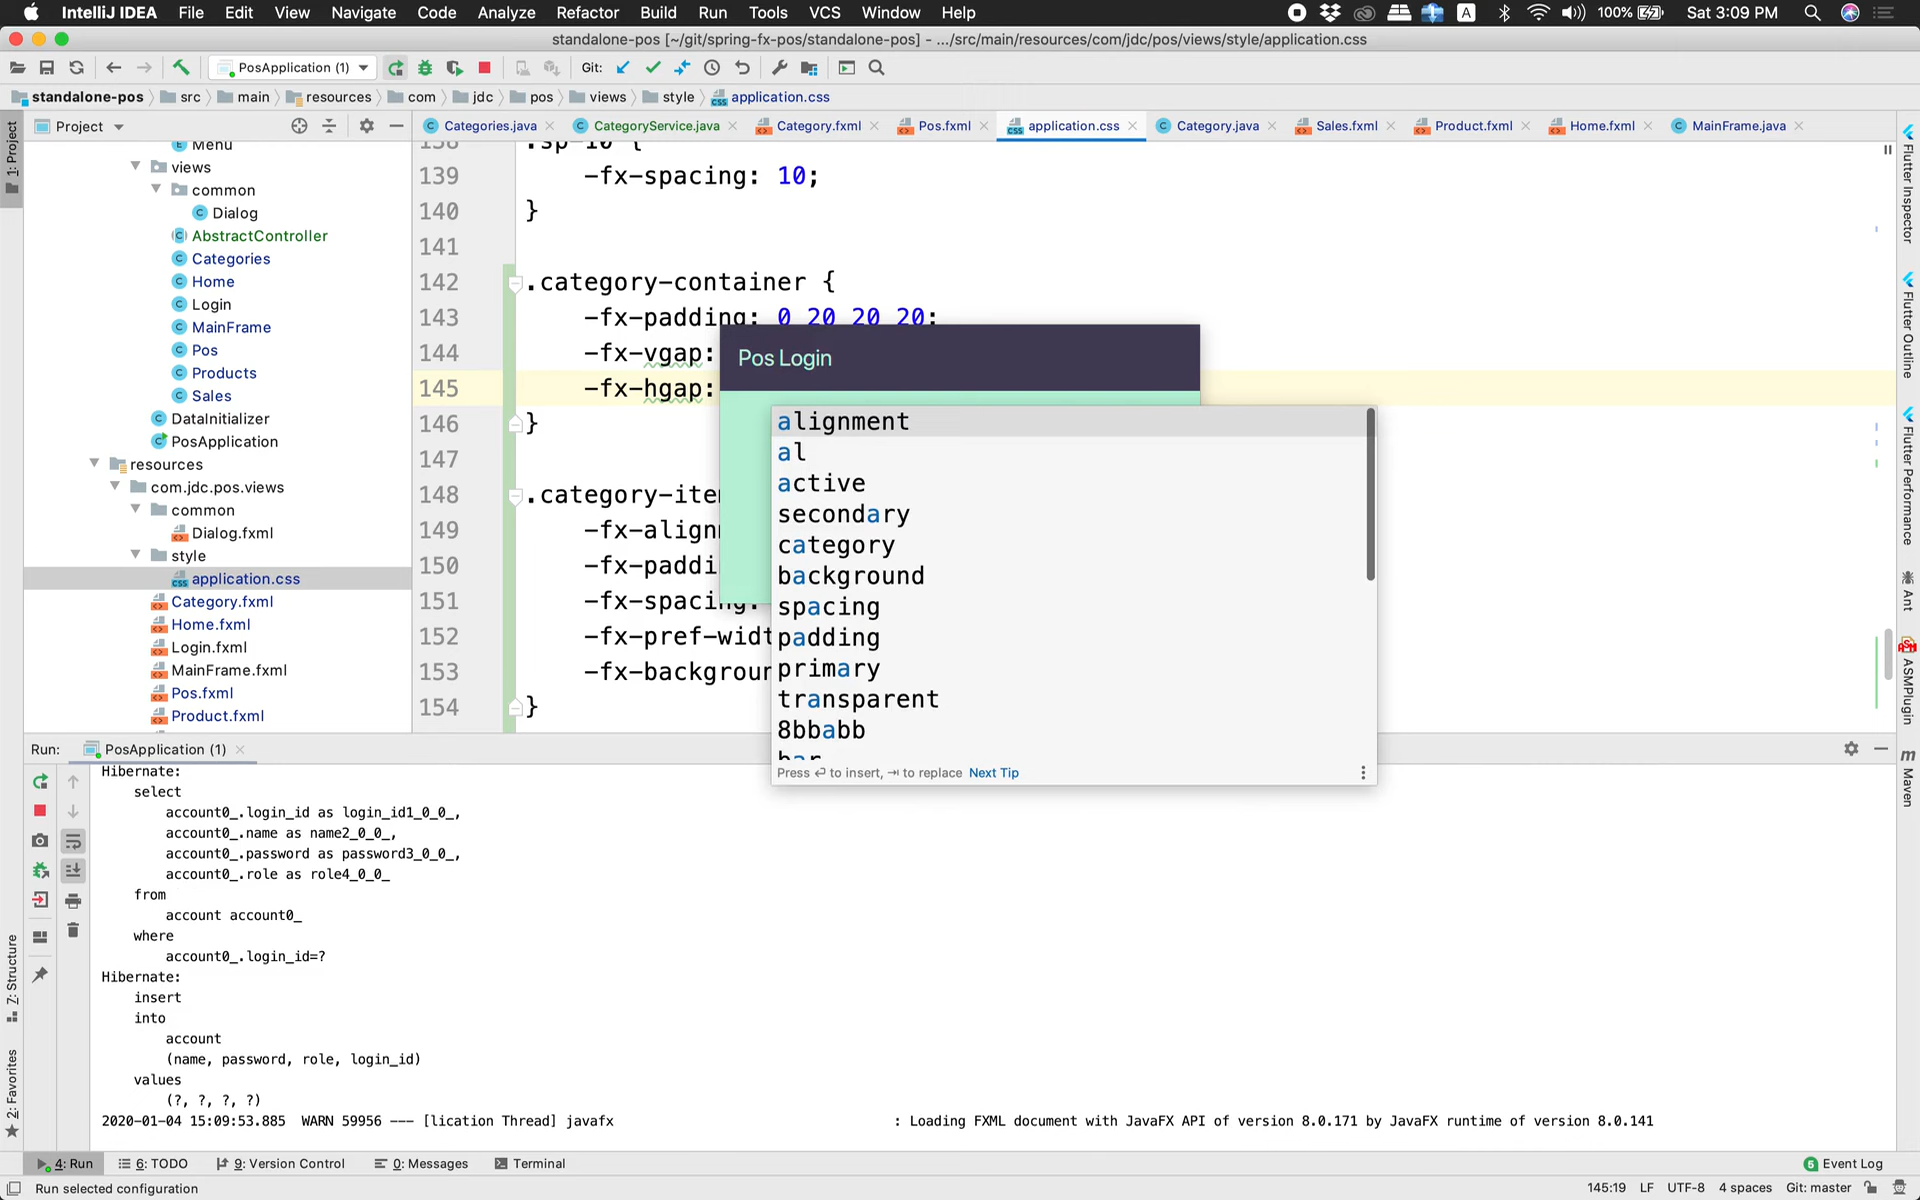 IntelliJ IDEA File Edit View Navigate Code Analyze Refactor Build Run Tools VCS Window Help 100% Sat 3:09 PM
standalone-pos [~/git/spring-fx-pos/standalone-pos] - .../src/main/resources/com/jdc/pos/views/style/application.css
PosApplication (1) Git:
standalone-pos src main resources com jdc pos views style application.css
Project
Categories.java CategoryService.java Category.fxml Pos.fxml application.css Category.java Sales.fxml Product.fxml Home.fxml MainFrame.java
1: Project
Menu
views
common
Dialog
AbstractController
Categories
Home
Login
MainFrame
Pos
Products
Sales
DataInitializer
PosApplication
resources
com.jdc.pos.views
common
Dialog.fxml
style
application.css
Category.fxml
Home.fxml
Login.fxml
MainFrame.fxml
Pos.fxml
Product.fxml
138 .sp-10 {
139 -fx-spacing: 10;
140 }
141
142 .category-container {
143 -fx-padding: 0 20 20 20;
144 -fx-vgap:
145 -fx-hgap:
146 }
147
148 .category-item
149 -fx-alignm
150 -fx-paddi
151 -fx-spacing:
152 -fx-pref-widt
153 -fx-backgroun
154 }
Pos Login
alignment
al
active
secondary
category
background
spacing
padding
primary
transparent
8bbabb
bar
Press ↩ to insert, ⇥ to replace Next Tip
Flutter Inspector
Flutter Outline
Flutter Performance
Ant
ASMPlugin
Maven
Run: PosApplication (1)
Hibernate:
select
account0_.login_id as login_id1_0_0_,
account0_.name as name2_0_0_,
account0_.password as password3_0_0_,
account0_.role as role4_0_0_
from
account account0_
where
account0_.login_id=?
Hibernate:
insert
into
account
(name, password, role, login_id)
values
(?, ?, ?, ?)
2020-01-04 15:09:53.885 WARN 59956 --- [lication Thread] javafx : Loading FXML document with JavaFX API of version 8.0.171 by JavaFX runtime of version 8.0.141
Z: Structure
2: Favorites
4: Run 6: TODO 9: Version Control 0: Messages Terminal 5 Event Log
Run selected configuration 145:19 LF UTF-8 4 spaces Git: master